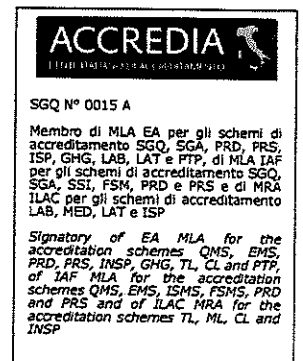 ACCREDIA
L'ENTE ITALIANO DI ACCREDITAMENTO
SGQ N° 0015 A
Membro di MLA EA per gli schemi di
accreditamento SGQ, SGA, PRD, PRS,
ISP, GHG, LAB, LAT e PTP, di MLA IAF
per gli schemi di accreditamento SGQ,
SGA, SSI, FSM, PRD e PRS e di MRA
ILAC per gli schemi di accreditamento
LAB, MED, LAT e ISP
Signatory of EA MLA for the
accreditation schemes QMS, EMS,
PRD, PRS, INSP, GHG, TL, CL and PTP,
of IAF MLA for the accreditation
schemes QMS, EMS, ISMS, FSMS, PRD
and PRS and of ILAC MRA for the
accreditation schemes TL, ML, CL and
INSP